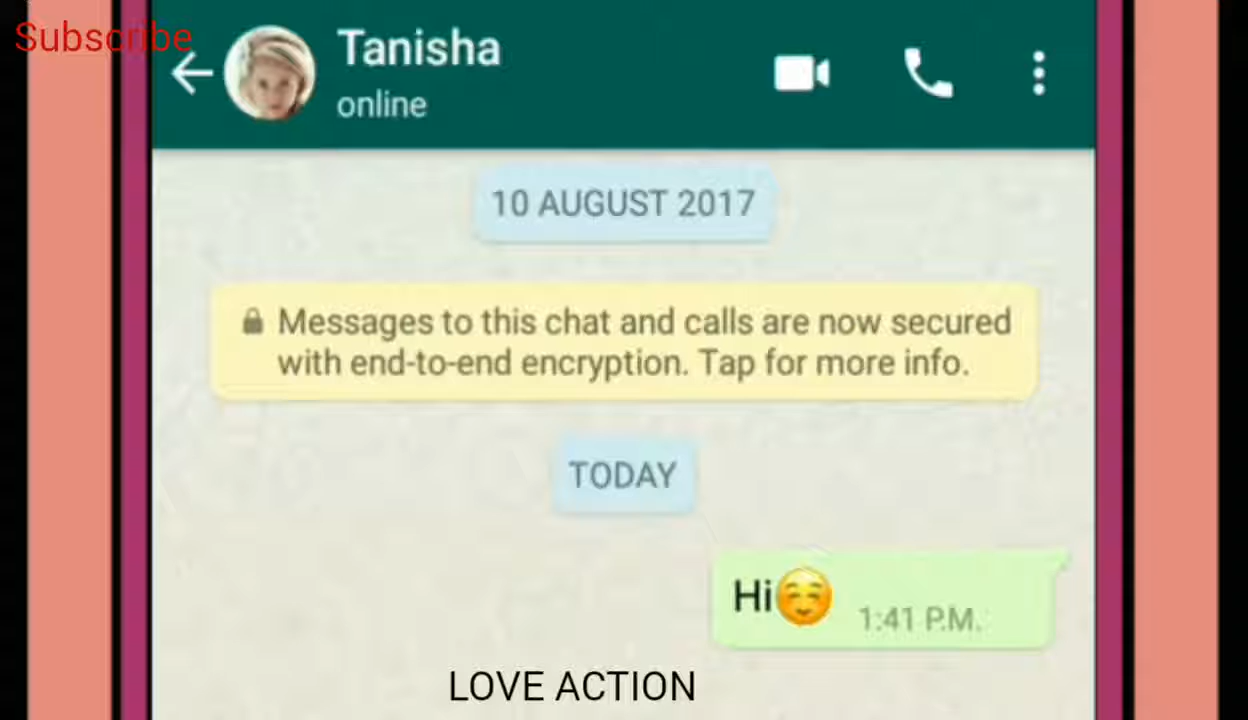 Subscribe
Tanisha
online
10 AUGUST 2017
Messages to this chat and calls are now secured
with end-to-end encryption. Tap for more info.
TODAY
Hi☺️
1:41 P.M.
LOVE ACTION